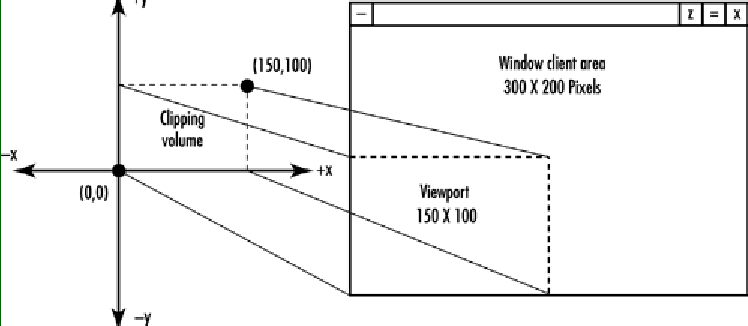 +y
(150,100)
Clipping
volume
–x
+x
(0,0)
–y
– z = x
Window client area
300 X 200 Pixels
Viewport
150 X 100